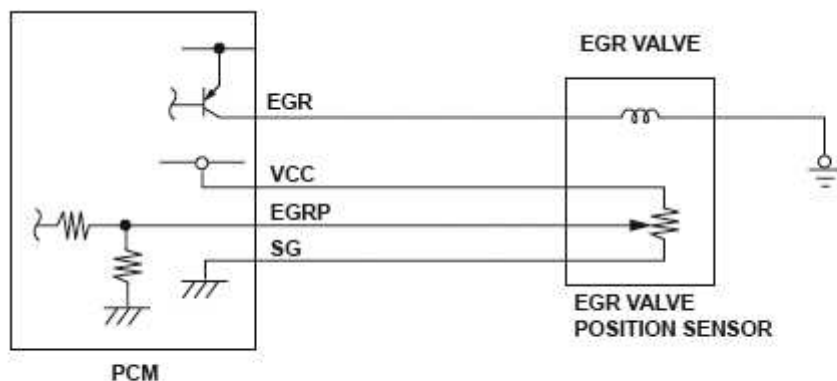 EGR VALVE
EGR
VCC
EGRP
SG
EGR VALVE
POSITION SENSOR
PCM